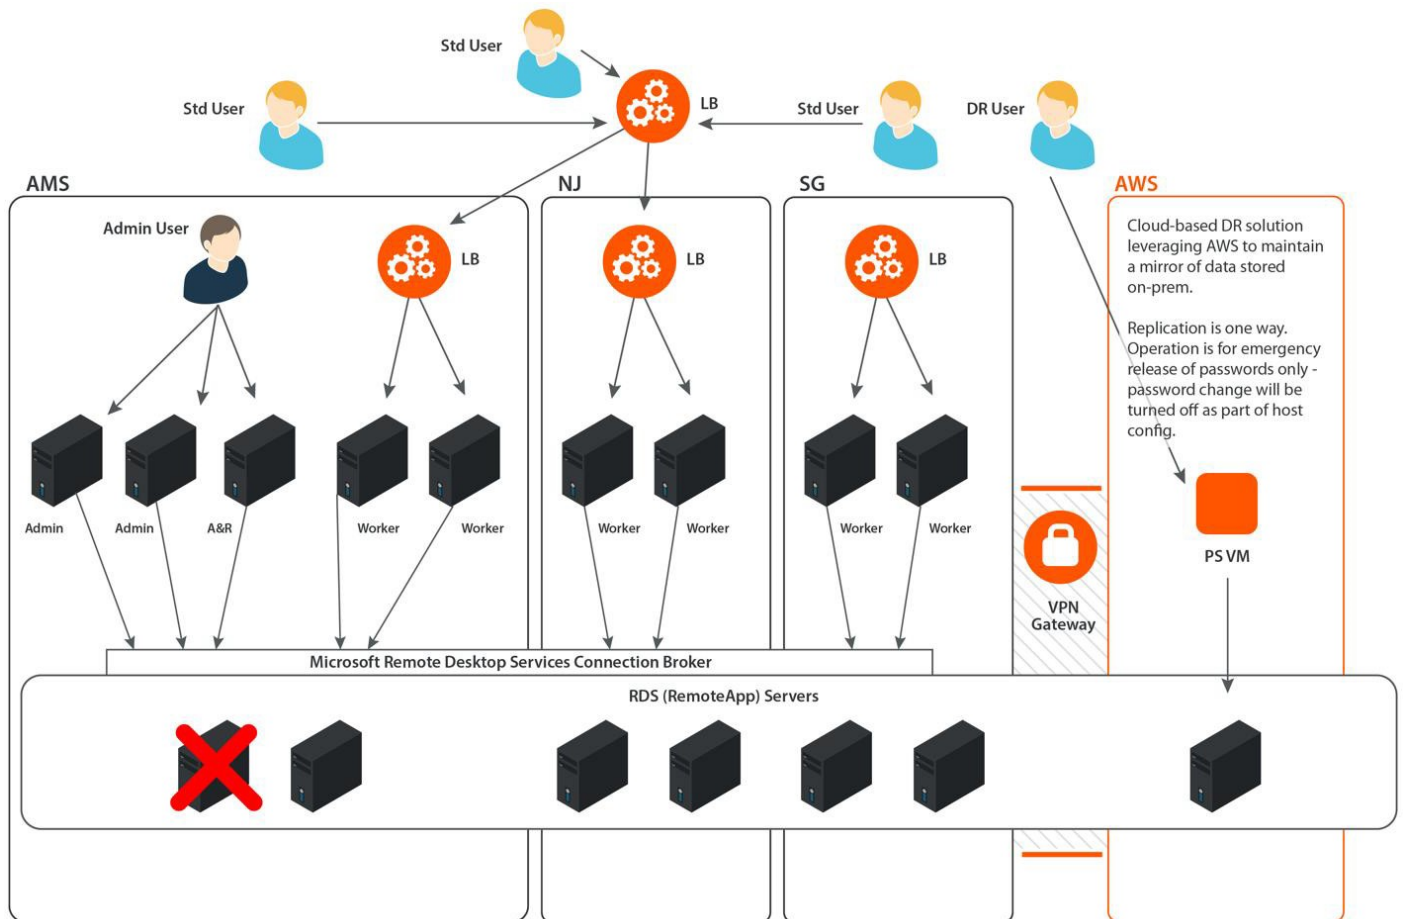 Std User
LB
Std User
Std User
DR User
AMS
NJ
SG
AWS
Admin User
LB
LB
LB
Cloud-based DR solution
leveraging AWS to maintain
a mirror of data stored
on-prem.
Replication is one way.
Operation is for emergency
release of passwords only -
password change will be
turned off as part of host
config.
Admin
Admin
A&R
Worker
Worker
Worker
Worker
Worker
Worker
PS VM
VPN
Gateway
Microsoft Remote Desktop Services Connection Broker
RDS (RemoteApp) Servers